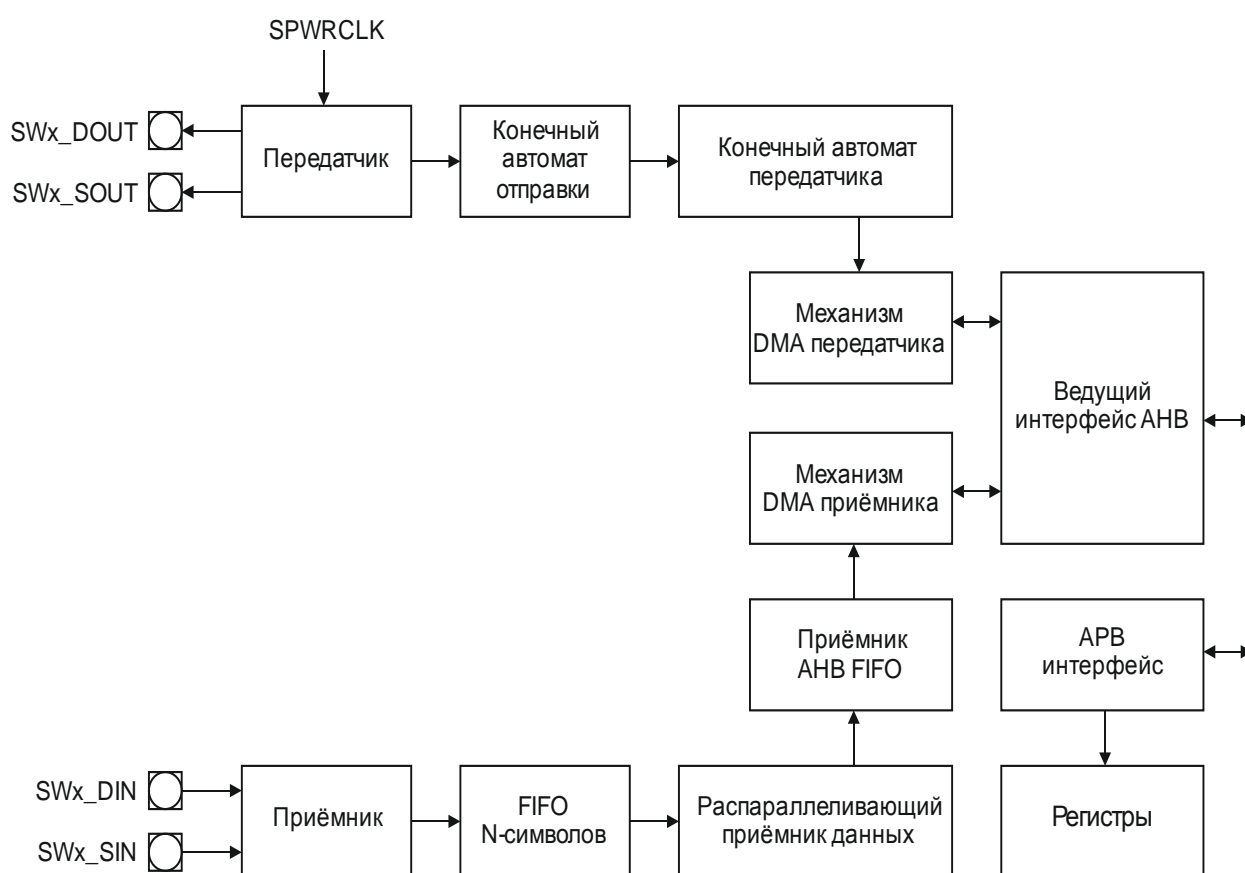 SPWRCLK
SWx_DOUT
SWx_SOUT
Передатчик
Конечный
автомат
отправки
Конечный автомат
передатчика
Механизм
DMA передатчика
Ведущий
интерфейс AHB
Механизм
DMA приёмника
Приёмник
AHB FIFO
APB
интерфейс
SWx_DIN
SWx_SIN
Приёмник
FIFO
N-символов
Распараллеливающий
приёмник данных
Регистры